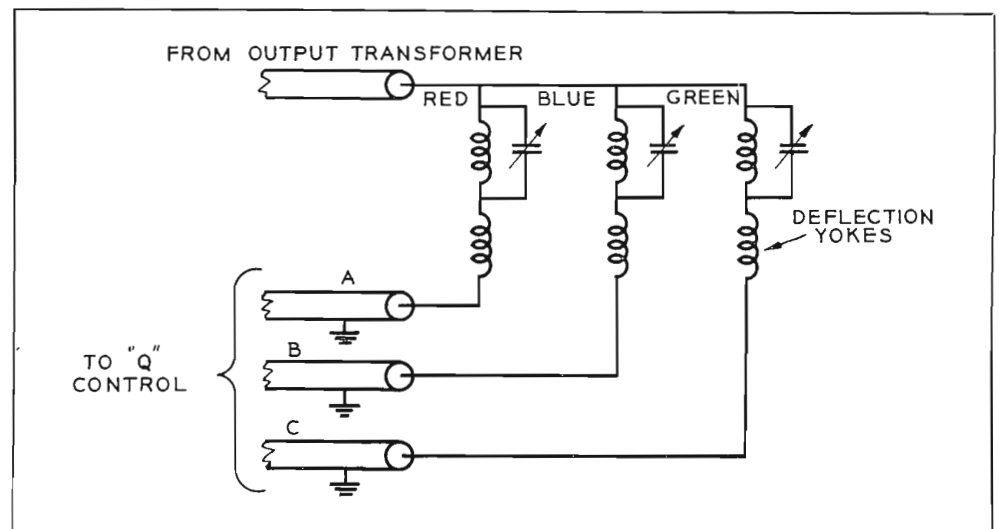 FROM OUTPUT TRANSFORMER
RED
BLUE
GREEN
DEFLECTION
YOKES
A
B
C
TO "Q"
CONTROL